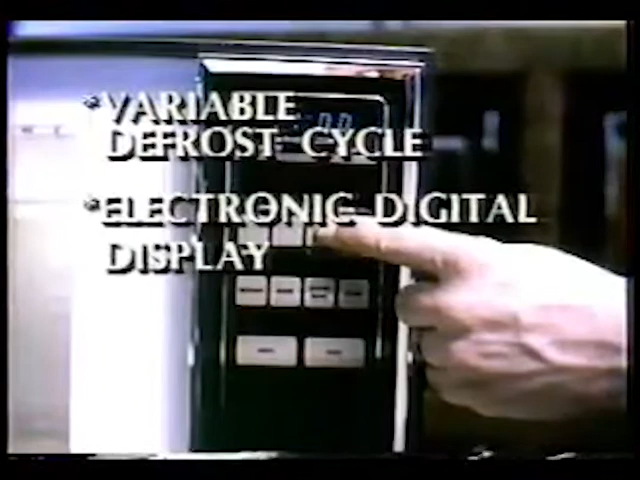 *VARIABLE
DEFROST CYCLE
*ELECTRONIC DIGITAL
DISPLAY